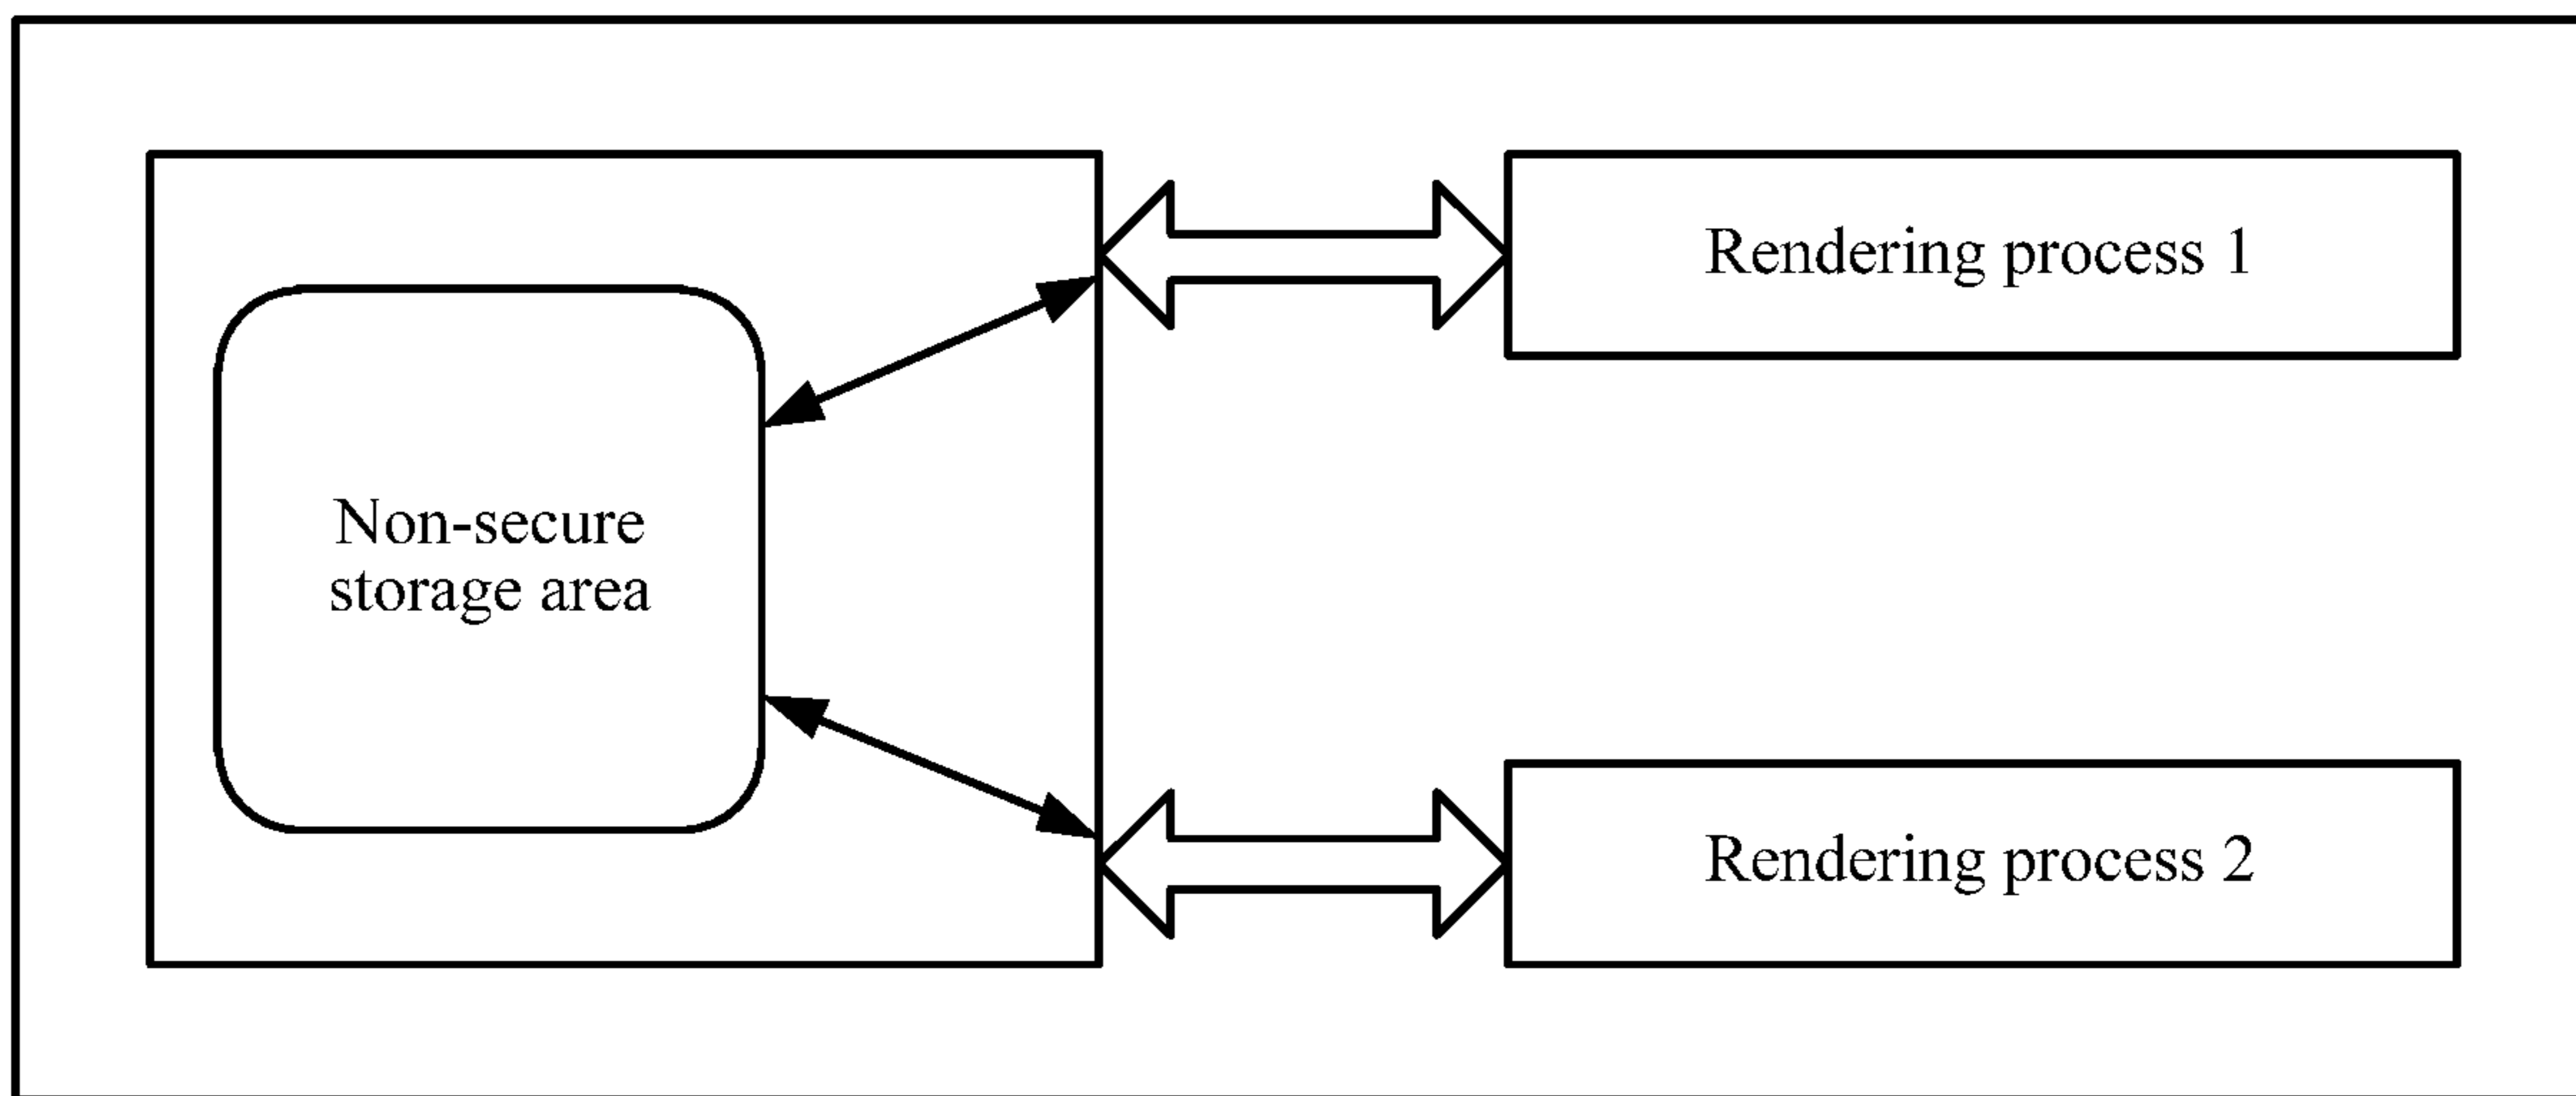 Rendering process 1
Non-secure
storage area
Rendering process 2